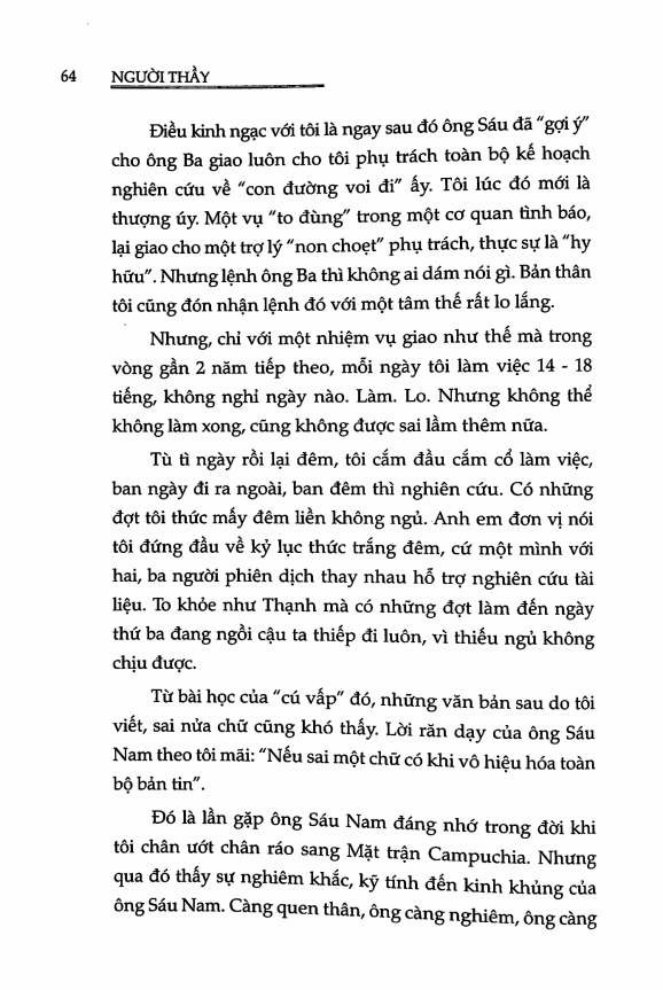 64 NGƯỜI THẦY
Điều kinh ngạc với tôi là ngay sau đó ông Sáu đã "gợi ý"
cho ông Ba giao luôn cho tôi phụ trách toàn bộ kế hoạch
nghiên cứu về "con đường voi đi" ấy. Tôi lúc đó mới là
thượng úy. Một vụ "to đùng" trong một cơ quan tình báo,
lại giao cho một trợ lý "non choẹt" phụ trách, thực sự là "hy
hữu". Nhưng lệnh ông Ba thì không ai dám nói gì. Bản thân
tôi cũng đón nhận lệnh đó với một tâm thế rất lo lắng.
Nhưng, chỉ với một nhiệm vụ giao như thế mà trong
vòng gần 2 năm tiếp theo, mỗi ngày tôi làm việc 14 - 18
tiếng, không nghỉ ngày nào. Làm. Lo. Nhưng không thể
không làm xong, cũng không được sai lầm thêm nữa.
Tù tì ngày rồi lại đêm, tôi cắm đầu cắm cổ làm việc,
ban ngày đi ra ngoài, ban đêm thì nghiên cứu. Có những
đợt tôi thức mấy đêm liền không ngủ. Anh em đơn vị nói
tôi đứng đầu về kỷ lục thức trắng đêm, cứ một mình với
hai, ba người phiên dịch thay nhau hỗ trợ nghiên cứu tài
liệu. To khỏe như Thạnh mà có những đợt làm đến ngày
thứ ba đang ngồi cậu ta thiếp đi luôn, vì thiếu ngủ không
chịu được.
Từ bài học của "cú vấp" đó, những văn bản sau do tôi
viết, sai nửa chữ cũng khó thấy. Lời răn dạy của ông Sáu
Nam theo tôi mãi: "Nếu sai một chữ có khi vô hiệu hóa toàn
bộ bản tin".
Đó là lần gặp ông Sáu Nam đáng nhớ trong đời khi
tôi chân ướt chân ráo sang Mặt trận Campuchia. Nhưng
qua đó thấy sự nghiêm khắc, kỹ tính đến kinh khủng của
ông Sáu Nam. Càng quen thân, ông càng nghiêm, ông càng